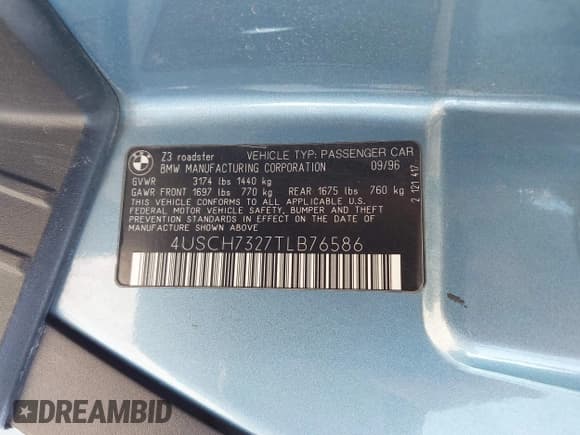 BMW
Z3 roadster VEHICLE TYP: PASSENGER CAR
BMW MANUFACTURING CORPORATION 09/96
GVWR 3174 lbs 1440 kg
GAWR FRONT 1697 lbs 770 kg REAR 1675 lbs 760 kg
THIS VEHICLE CONFORMS TO ALL APPLICABLE U.S.
FEDERAL MOTOR VEHICLE SAFETY, BUMPER AND THEFT
PREVENTION STANDARDS IN EFFECT ON THE DATE OF
MANUFACTURE SHOWN ABOVE
4USCH7327TLB76586
2 121 417
DREAMBID